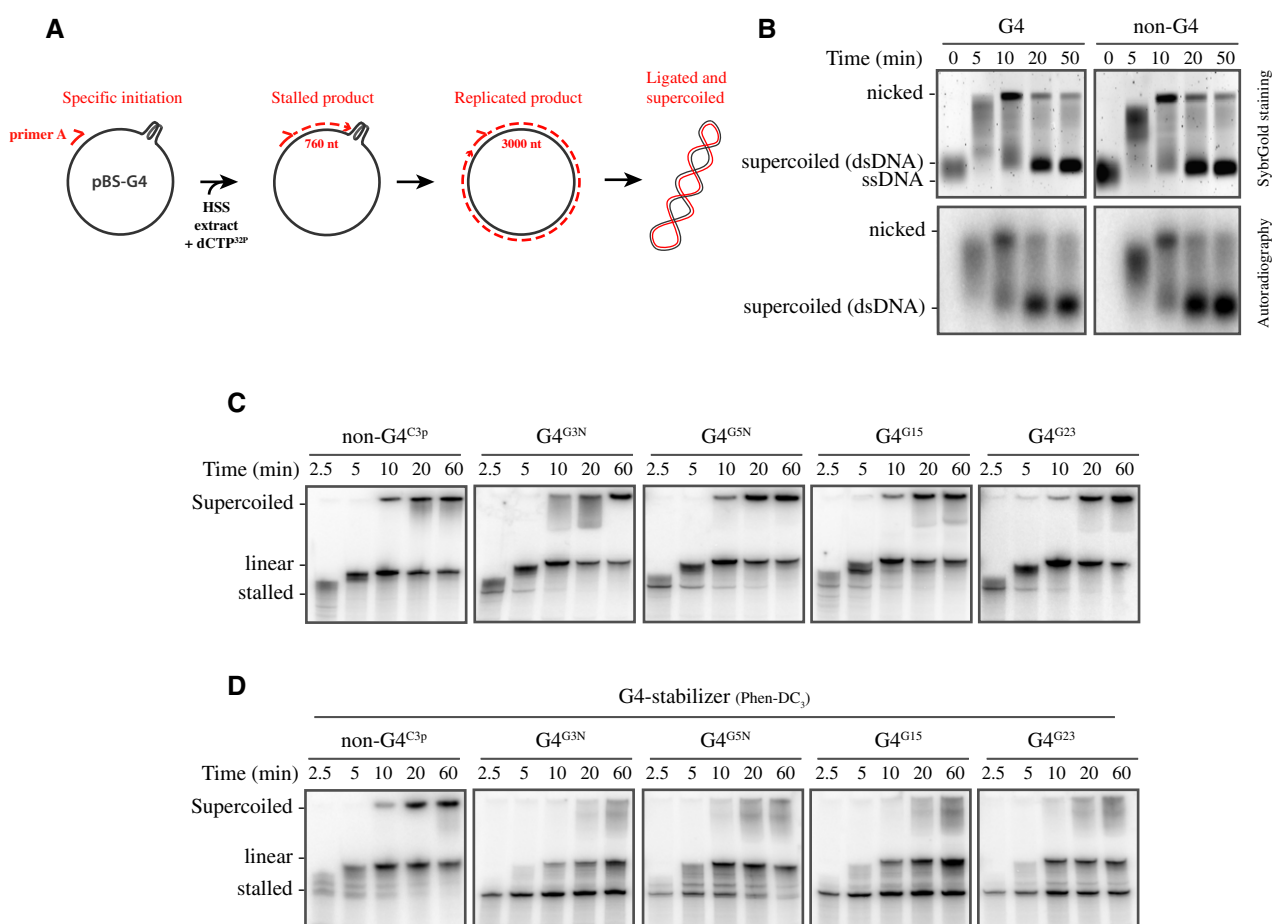 A
Specific initiation
Stalled product
Replicated product
Ligated and
supercoiled
primer A
760 nt
3000 nt
pBS-G4
HSS
extract
+ dCTP32P
B
G4
non-G4
Time (min) 0 5 10 20 50 0 5 10 20 50
nicked
supercoiled (dsDNA)
ssDNA
SybrGold staining
nicked
supercoiled (dsDNA)
Autoradiography
C
non-G4C3p G4G3N G4G5N G4G15 G4G23
Time (min) 2.5 5 10 20 60 2.5 5 10 20 60 2.5 5 10 20 60 2.5 5 10 20 60 2.5 5 10 20 60
Supercoiled
linear
stalled
D
G4-stabilizer (Phen-DC3)
non-G4C3p G4G3N G4G5N G4G15 G4G23
Time (min) 2.5 5 10 20 60 2.5 5 10 20 60 2.5 5 10 20 60 2.5 5 10 20 60 2.5 5 10 20 60
Supercoiled
linear
stalled